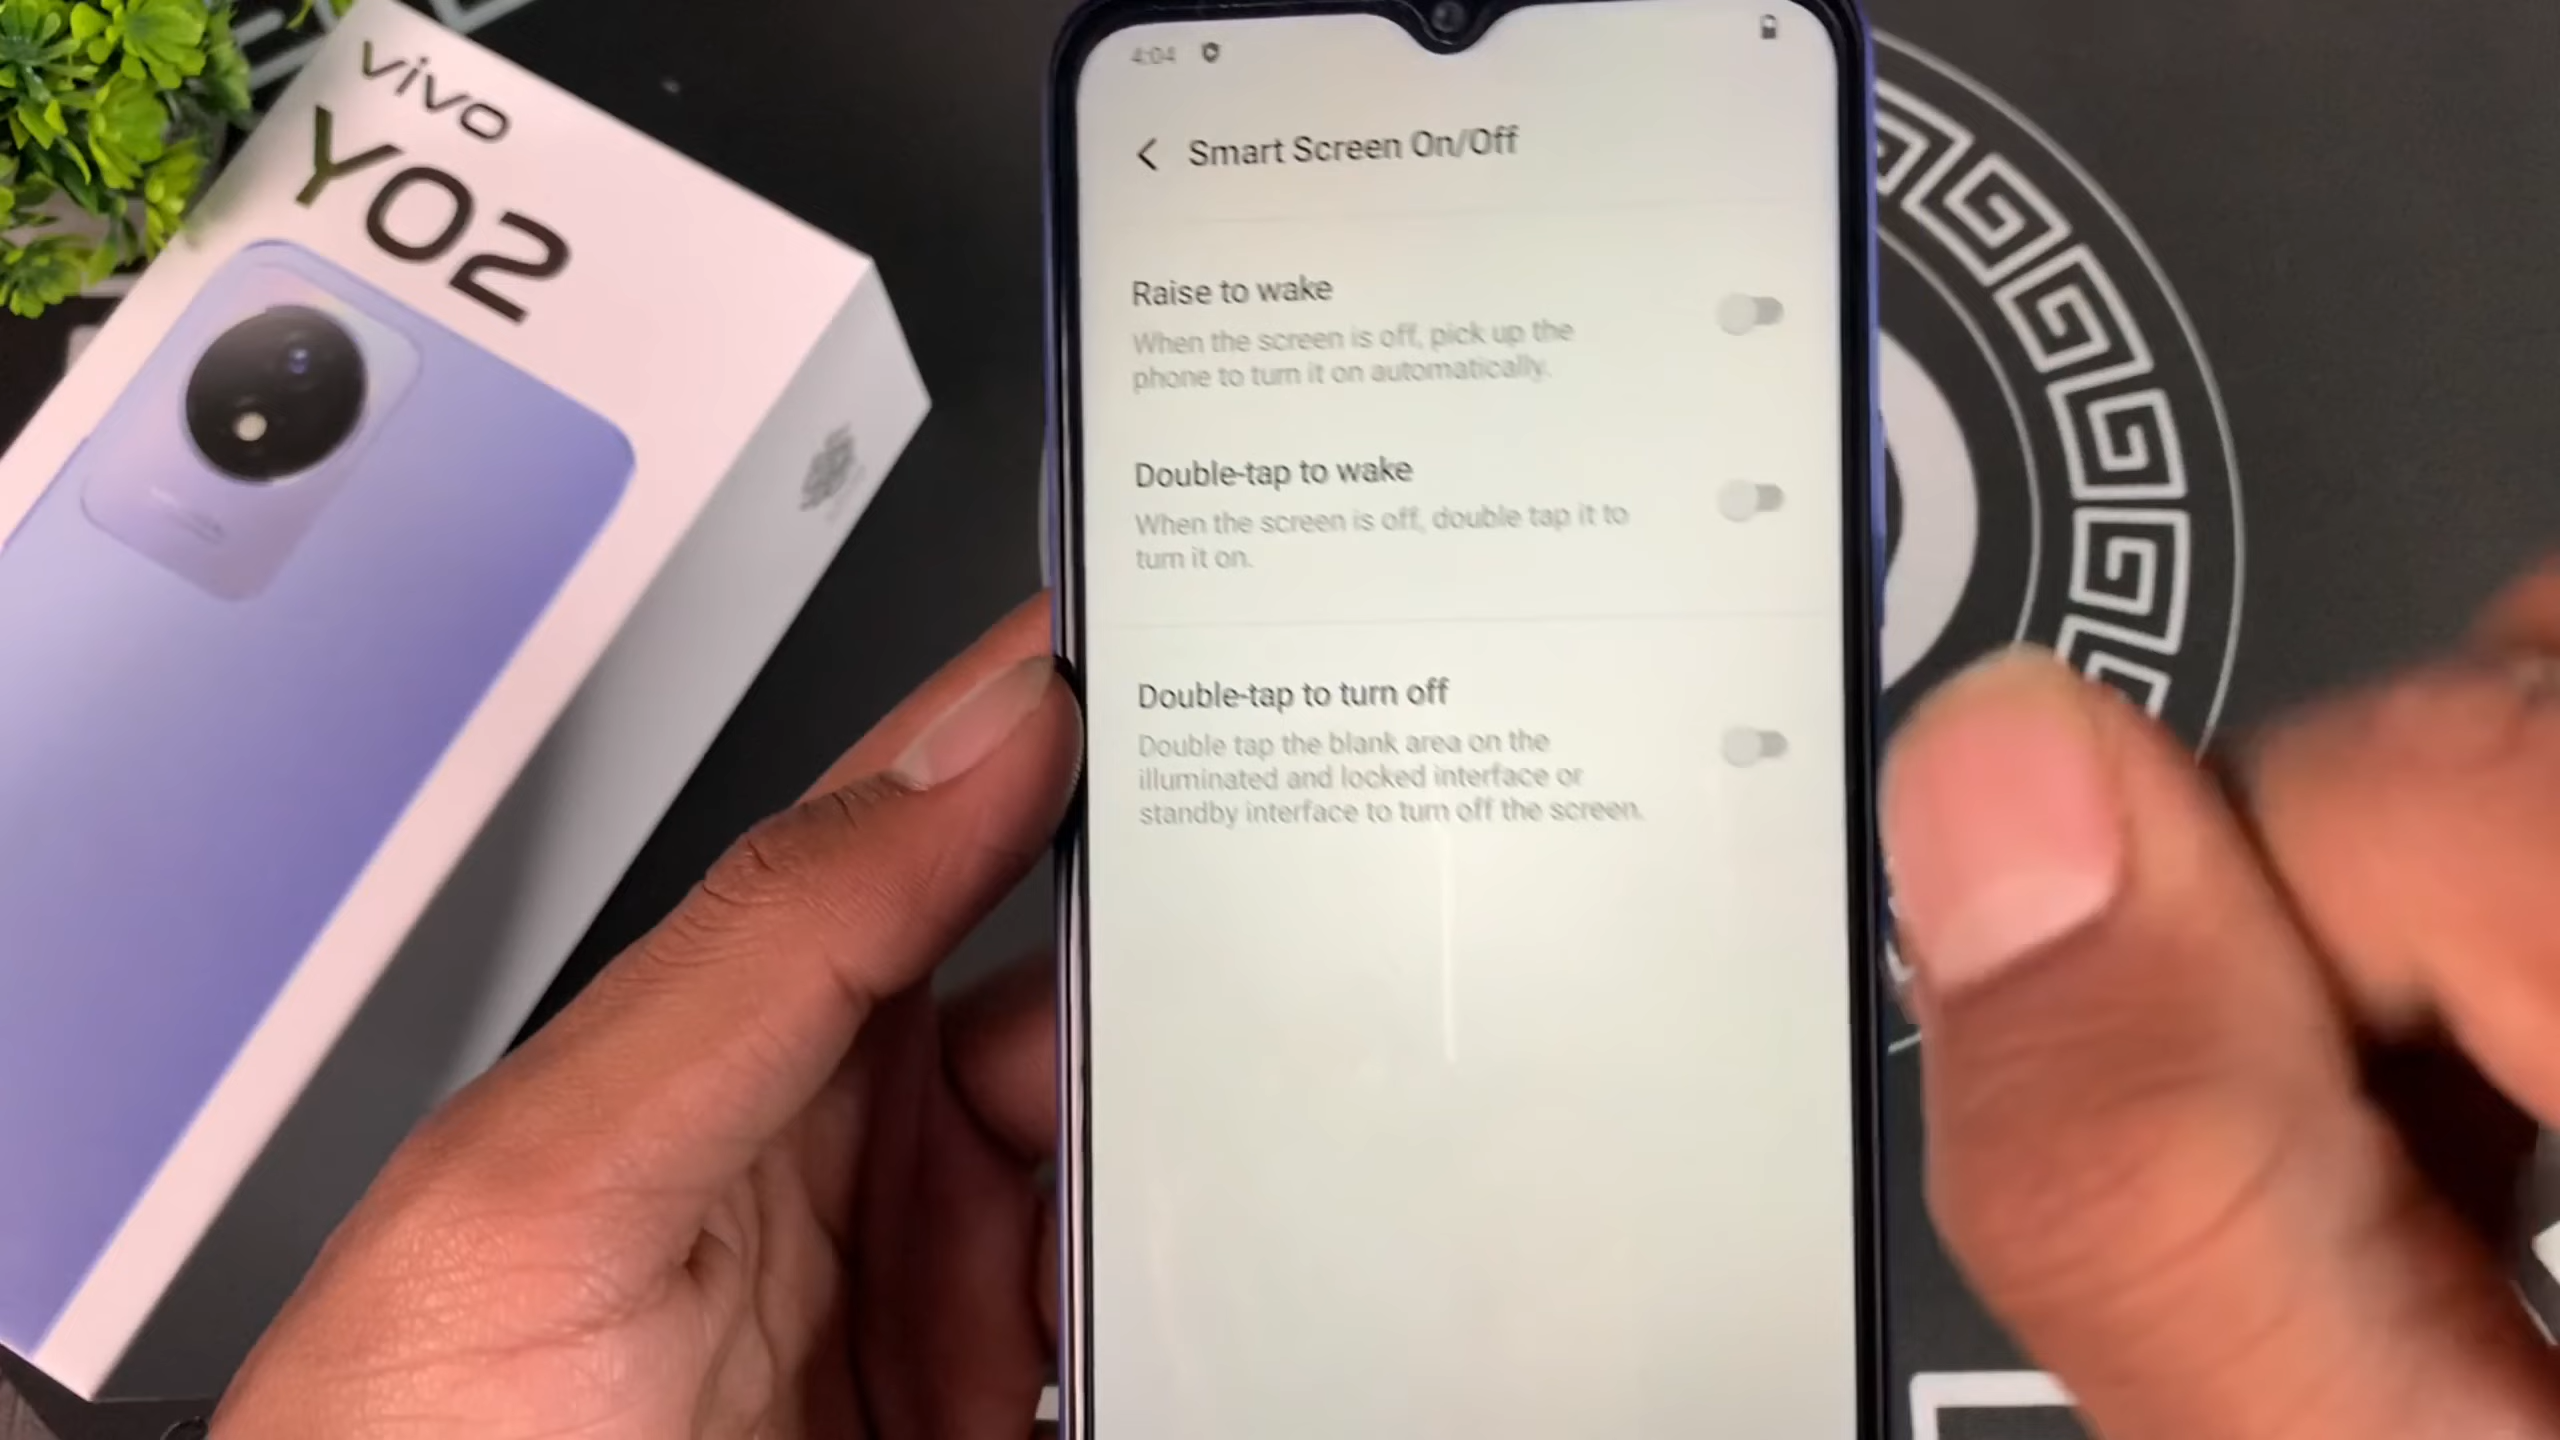 vivo
Y02
4:04
Smart Screen On/Off
Raise to wake
When the screen is off, pick up the
phone to turn it on automatically.
Double-tap to wake
When the screen is off, double tap it to
turn it on.
Double-tap to turn off
Double tap the blank area on the
illuminated and locked interface or
standby interface to turn off the screen.